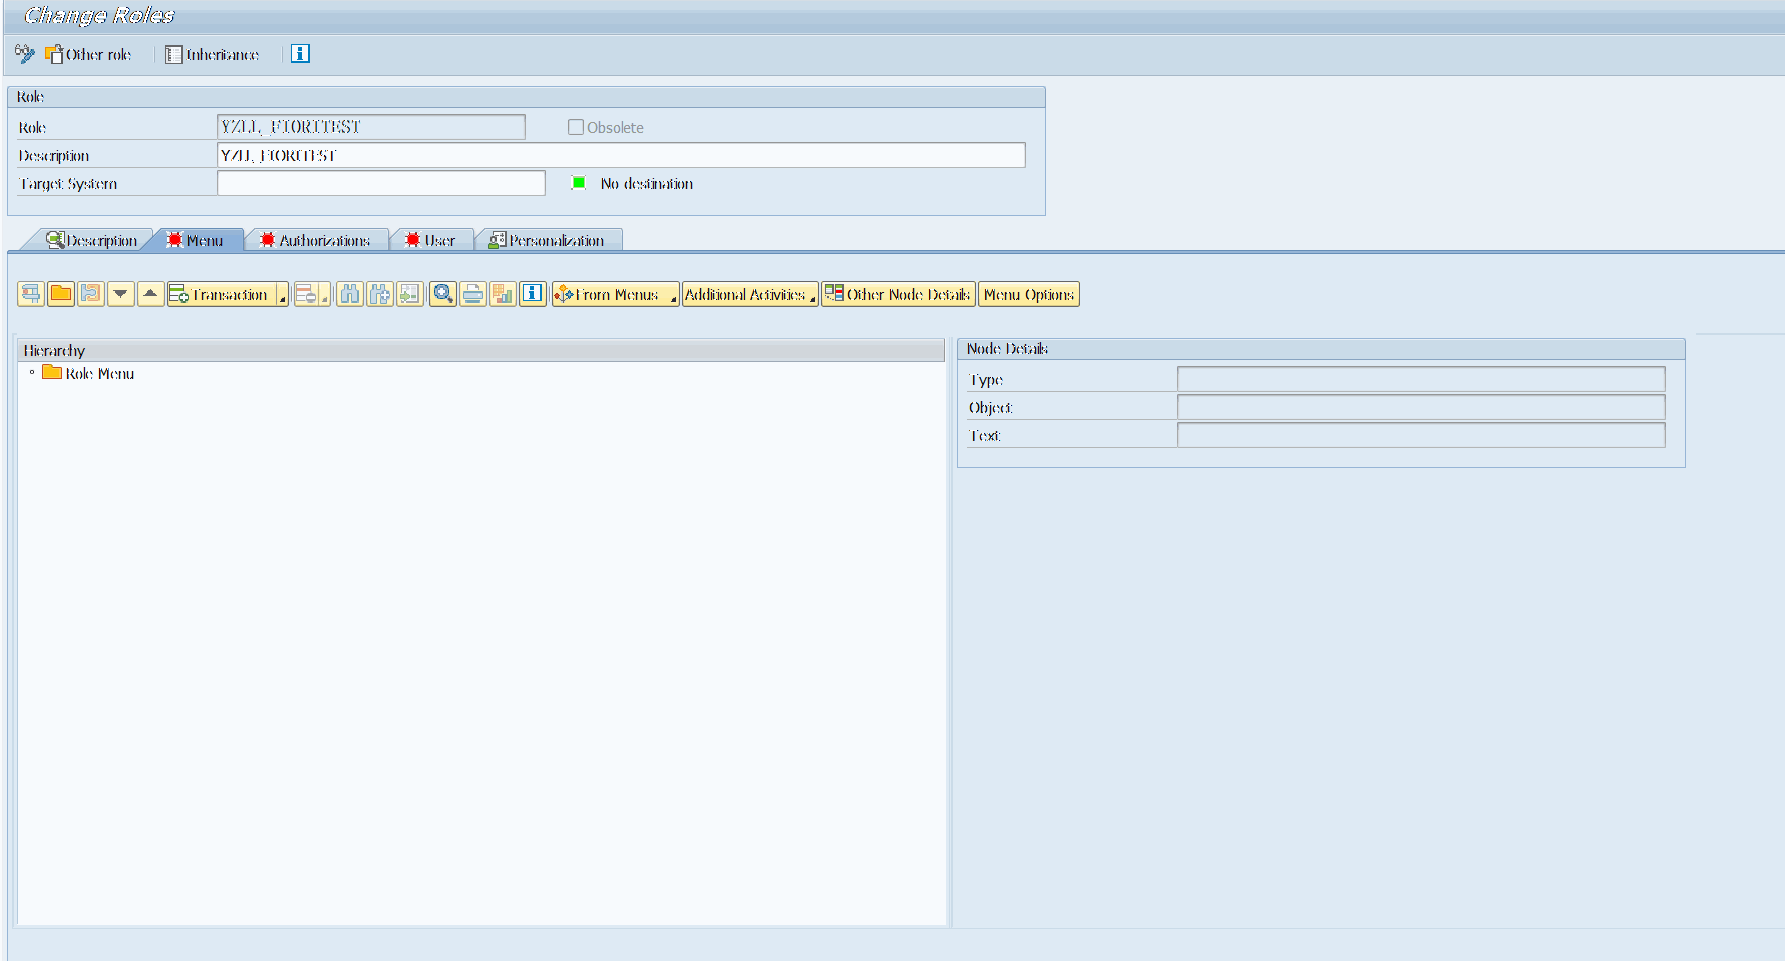 Change Roles
Other role Inheritance
Role
Role YZLL_FIORITEST Obsolete
Description YZLL_FIORITEST
Target System No destination
Description Menu Authorizations User Personalization
Transaction From Menus Additional Activities Other Node Details Menu Options
Hierarchy
Role Menu
Node Details
Type
Object
Text